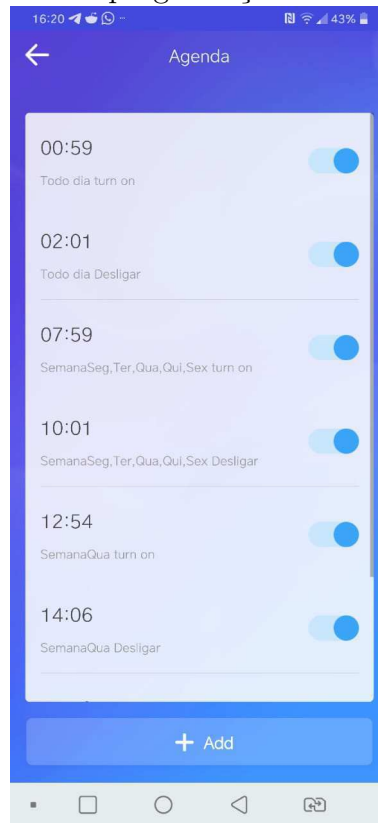 16:20
43%
Agenda
00:59
Todo dia turn on
02:01
Todo dia Desligar
07:59
SemanaSeg,Ter,Qua,Qui,Sex turn on
10:01
SemanaSeg,Ter,Qua,Qui,Sex Desligar
12:54
SemanaQua turn on
14:06
SemanaQua Desligar
+ Add